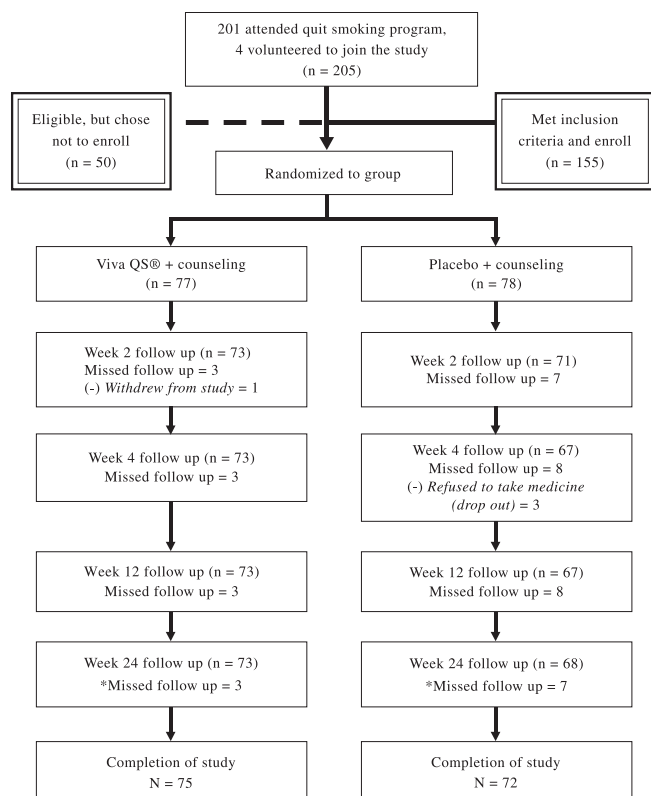 201 attended quit smoking program,
4 volunteered to join the study
(n = 205)
Eligible, but chose
not to enroll
(n = 50)
Met inclusion
criteria and enroll
(n = 155)
Randomized to group
Viva QS® + counseling
(n = 77)
Placebo + counseling
(n = 78)
Week 2 follow up (n = 73)
Missed follow up = 3
(-) Withdrew from study = 1
Week 2 follow up (n = 71)
Missed follow up = 7
Week 4 follow up (n = 73)
Missed follow up = 3
Week 4 follow up (n = 67)
Missed follow up = 8
(-) Refused to take medicine
(drop out) = 3
Week 12 follow up (n = 73)
Missed follow up = 3
Week 12 follow up (n = 67)
Missed follow up = 8
Week 24 follow up (n = 73)
*Missed follow up = 3
Week 24 follow up (n = 68)
*Missed follow up = 7
Completion of study
N = 75
Completion of study
N = 72